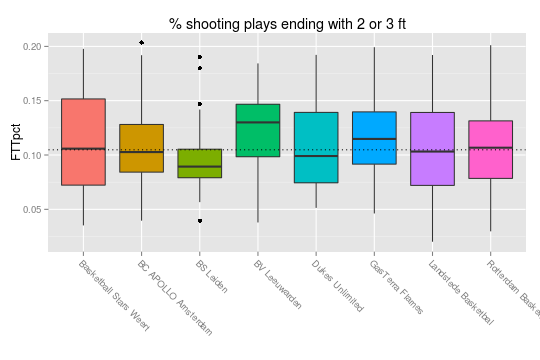 % shooting plays ending with 2 or 3 ft
FTTpct
0.20
0.15
0.10
0.05
Basketball Stars Weert
BC APOLLO Amsterdam
BS Leiden
BV Leeuwarden
Dukes Unlimited
GasTerra Flames
Landstede Basketbal
Rotterdam Baske